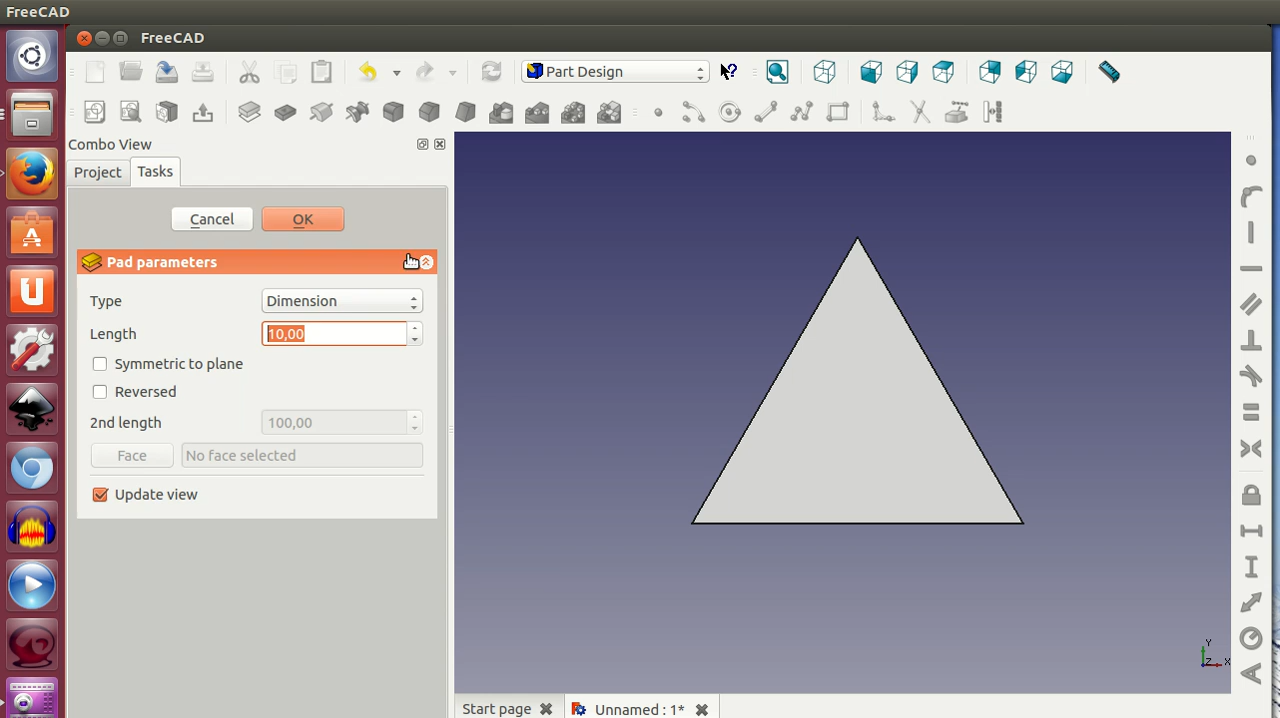 FreeCAD
FreeCAD
Part Design
Combo View
Project
Tasks
Cancel
OK
Pad parameters
Type
Dimension
Length
10,00
Symmetric to plane
Reversed
2nd length
100,00
Face
No face selected
Update view
Y
Z X
Start page
Unnamed : 1*